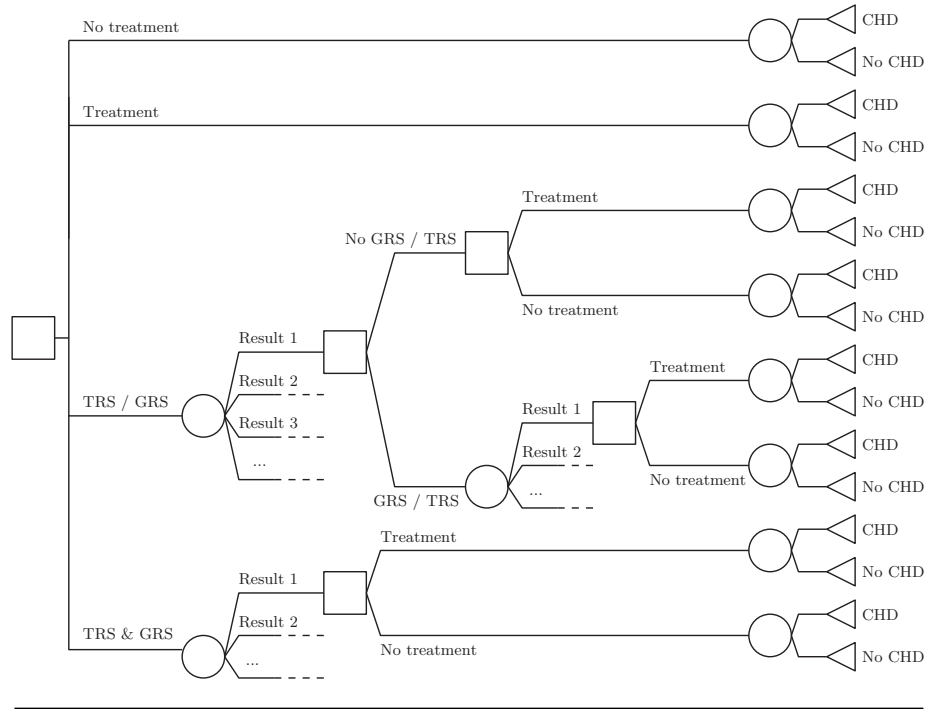 No treatment
CHD
No CHD
Treatment
CHD
No CHD
Treatment
CHD
No CHD
No GRS / TRS
No treatment
CHD
No CHD
Result 1
Result 2
TRS / GRS
Result 3
...
Treatment
CHD
No CHD
Result 1
Result 2
...
GRS / TRS
No treatment
CHD
No CHD
Treatment
CHD
No CHD
Result 1
Result 2
TRS & GRS
...
No treatment
CHD
No CHD